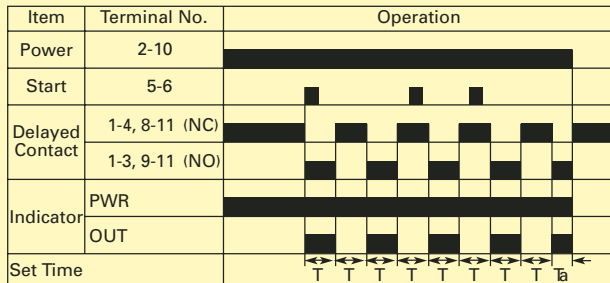 Item Terminal No. Operation
Power 2-10
Start 5-6
Delayed Contact 1-4, 8-11 (NC)
1-3, 9-11 (NO)
Indicator PWR
OUT
Set Time T T T T T T T T Ta